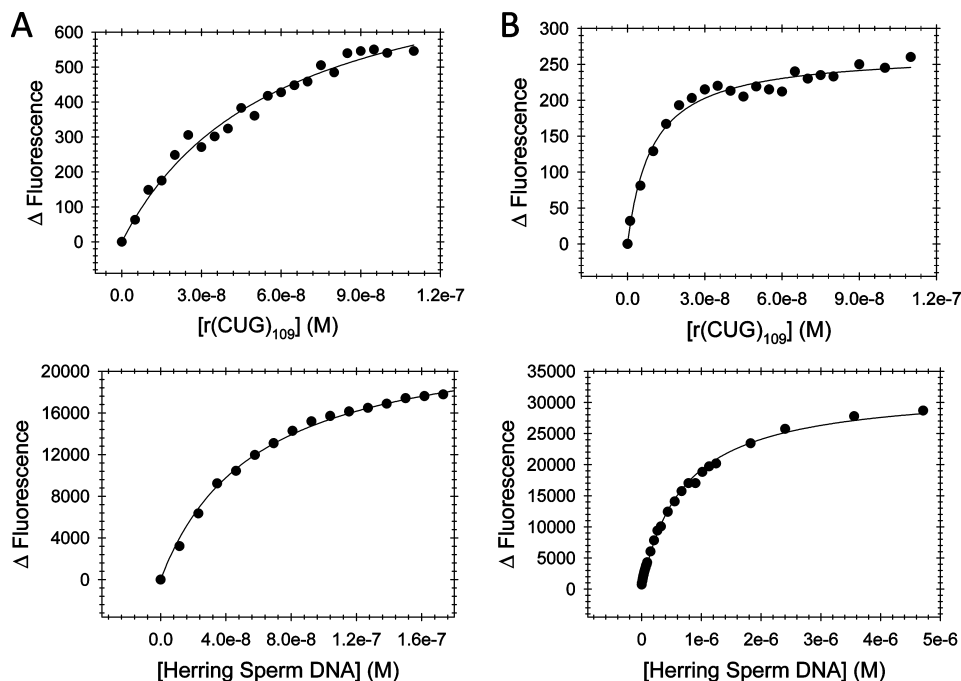 A
600
500
400
300
200
100
0
Δ Fluorescence
0.0 3.0e-8 6.0e-8 9.0e-8 1.2e-7
[r(CUG)109] (M)
B
300
250
200
150
100
50
0
Δ Fluorescence
0.0 3.0e-8 6.0e-8 9.0e-8 1.2e-7
[r(CUG)109] (M)
20000
16000
12000
8000
4000
0
Δ Fluorescence
0.0 4.0e-8 8.0e-8 1.2e-7 1.6e-7
[Herring Sperm DNA] (M)
35000
30000
25000
20000
15000
10000
5000
0
Δ Fluorescence
0 1e-6 2e-6 3e-6 4e-6 5e-6
[Herring Sperm DNA] (M)